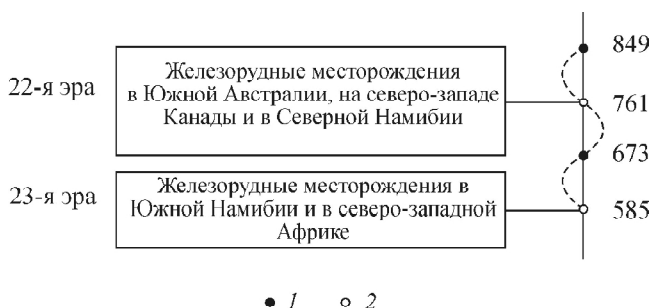 849
22-я эра
Железорудные месторождения
в Южной Австралии, на северо-западе
Канады и в Северной Намибии
761
673
23-я эра
Железорудные месторождения в
Южной Намибии и в северо-западной
Африке
585
1 2